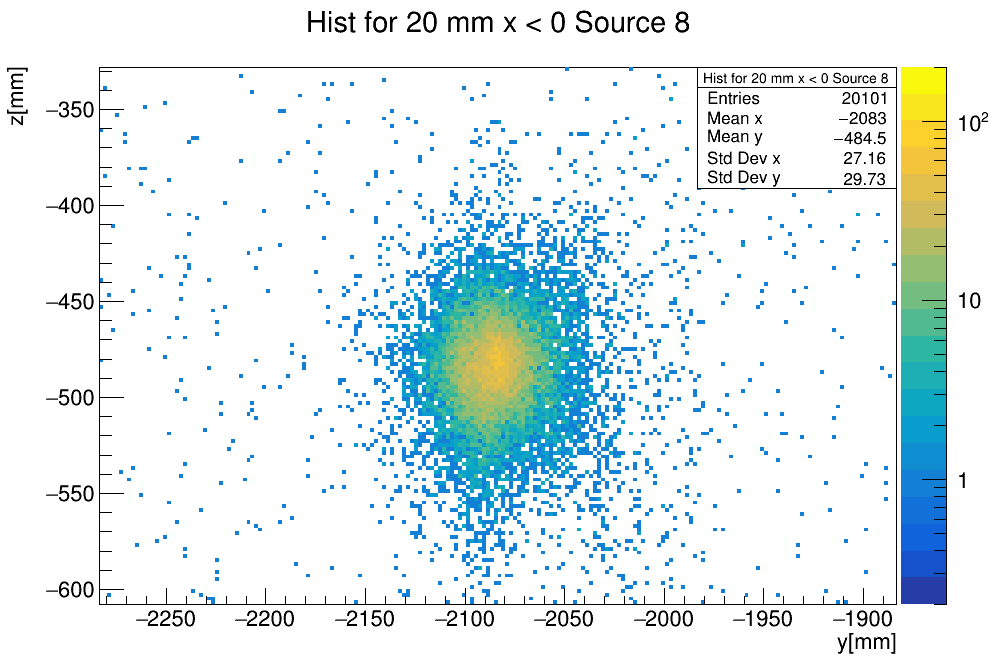 Hist for 20 mm x < 0 Source 8
z[mm]
Hist for 20 mm x < 0 Source 8
Entries 20101
Mean x −2083
Mean y −484.5
Std Dev x 27.16
Std Dev y 29.73
−350
−400
−450
−500
−550
−600
10²
10
1
−2250 −2200 −2150 −2100 −2050 −2000 −1950 −1900
y[mm]